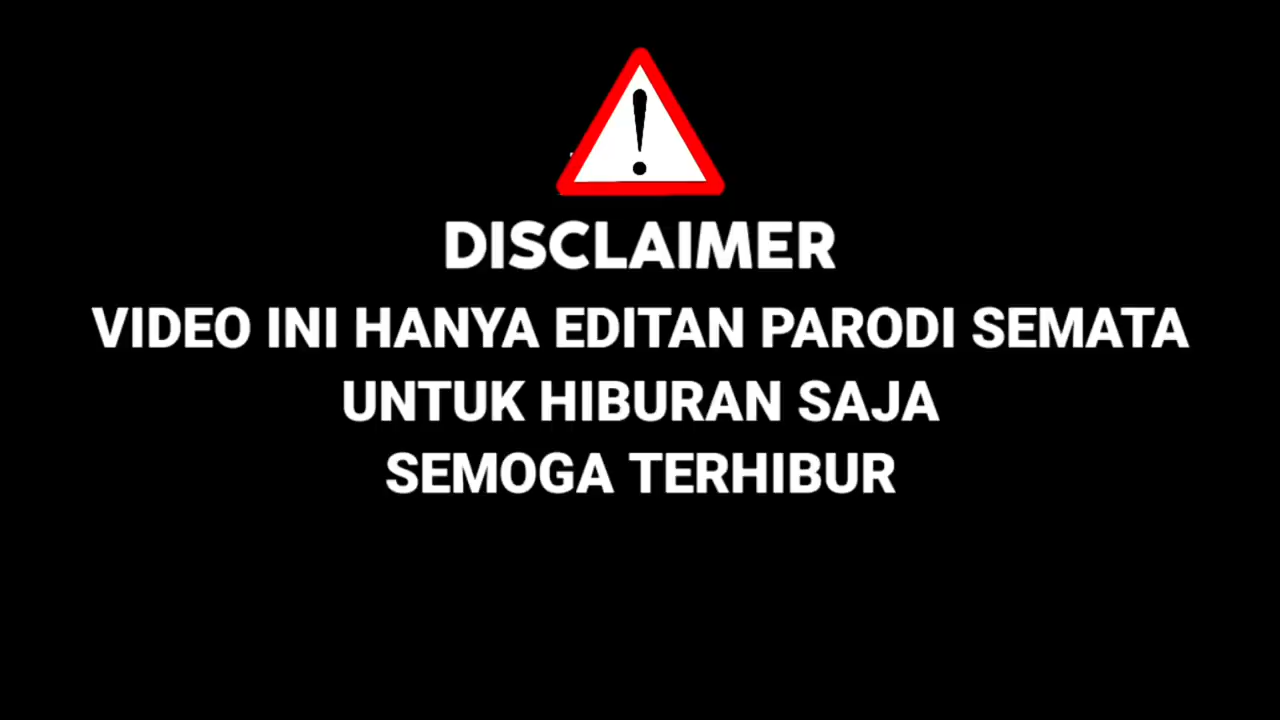 DISCLAIMER
VIDEO INI HANYA EDITAN PARODI SEMATA
UNTUK HIBURAN SAJA
SEMOGA TERHIBUR